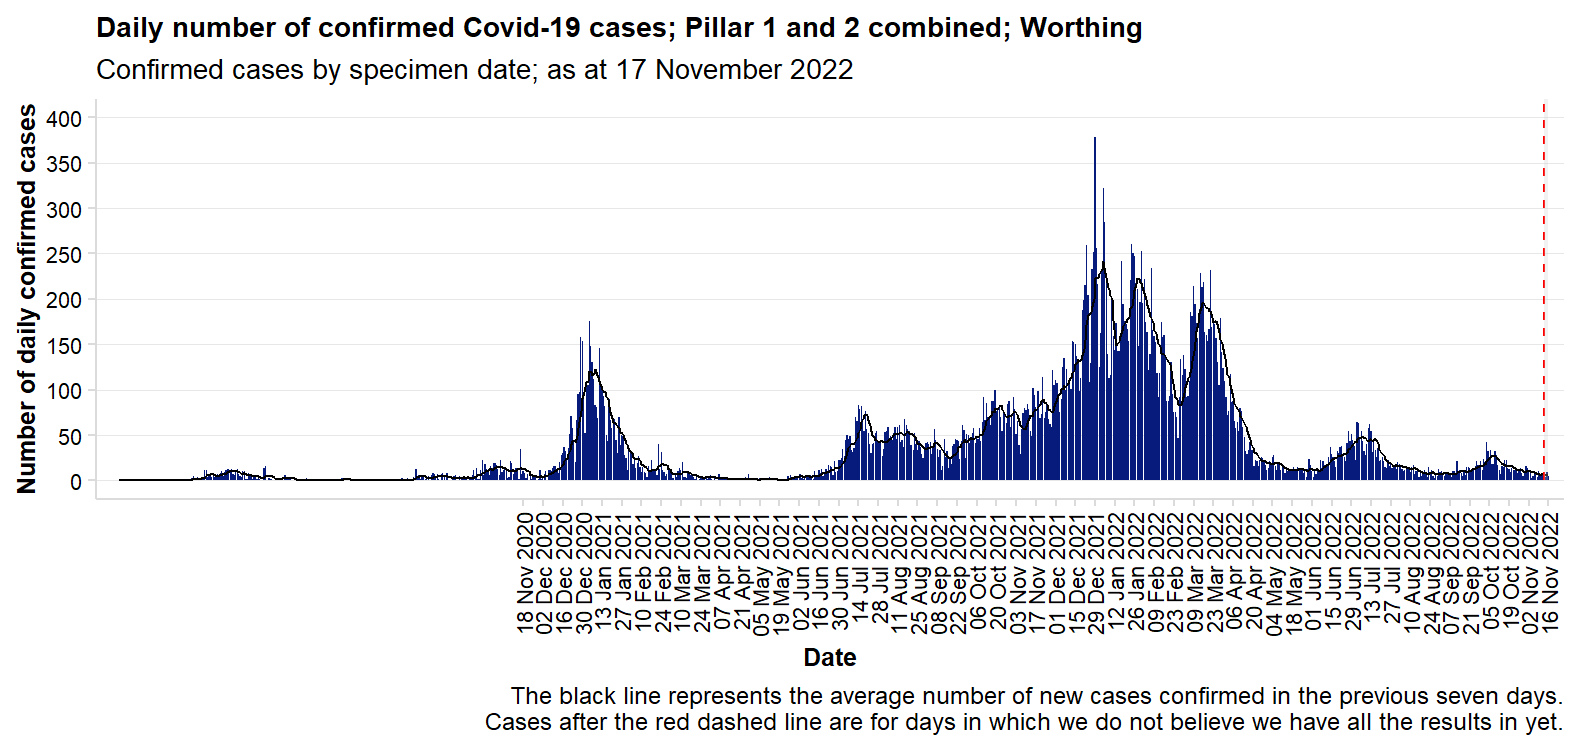 Daily number of confirmed Covid-19 cases; Pillar 1 and 2 combined; Worthing
Confirmed cases by specimen date; as at 17 November 2022
Number of daily confirmed cases
400
350
300
250
200
150
100
50
0
18 Nov 2020
02 Dec 2020
16 Dec 2020
30 Dec 2020
13 Jan 2021
27 Jan 2021
10 Feb 2021
24 Feb 2021
10 Mar 2021
24 Mar 2021
07 Apr 2021
21 Apr 2021
05 May 2021
19 May 2021
02 Jun 2021
16 Jun 2021
30 Jun 2021
14 Jul 2021
28 Jul 2021
11 Aug 2021
25 Aug 2021
08 Sep 2021
22 Sep 2021
06 Oct 2021
20 Oct 2021
03 Nov 2021
17 Nov 2021
01 Dec 2021
15 Dec 2021
29 Dec 2021
12 Jan 2022
26 Jan 2022
09 Feb 2022
23 Feb 2022
09 Mar 2022
23 Mar 2022
06 Apr 2022
20 Apr 2022
04 May 2022
18 May 2022
01 Jun 2022
15 Jun 2022
29 Jun 2022
13 Jul 2022
27 Jul 2022
10 Aug 2022
24 Aug 2022
07 Sep 2022
21 Sep 2022
05 Oct 2022
19 Oct 2022
02 Nov 2022
16 Nov 2022
Date
The black line represents the average number of new cases confirmed in the previous seven days.
Cases after the red dashed line are for days in which we do not believe we have all the results in yet.